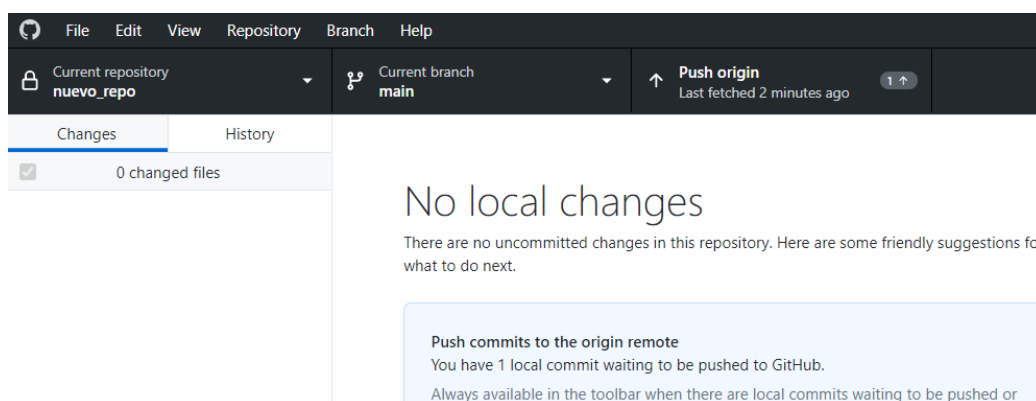 File Edit View Repository Branch Help
Current repository
nuevo_repo
Current branch
main
Push origin
Last fetched 2 minutes ago
1
Changes History
0 changed files
No local changes
There are no uncommitted changes in this repository. Here are some friendly suggestions
what to do next.
Push commits to the origin remote
You have 1 local commit waiting to be pushed to GitHub.
Always available in the toolbar when there are local commits waiting to be pushed or